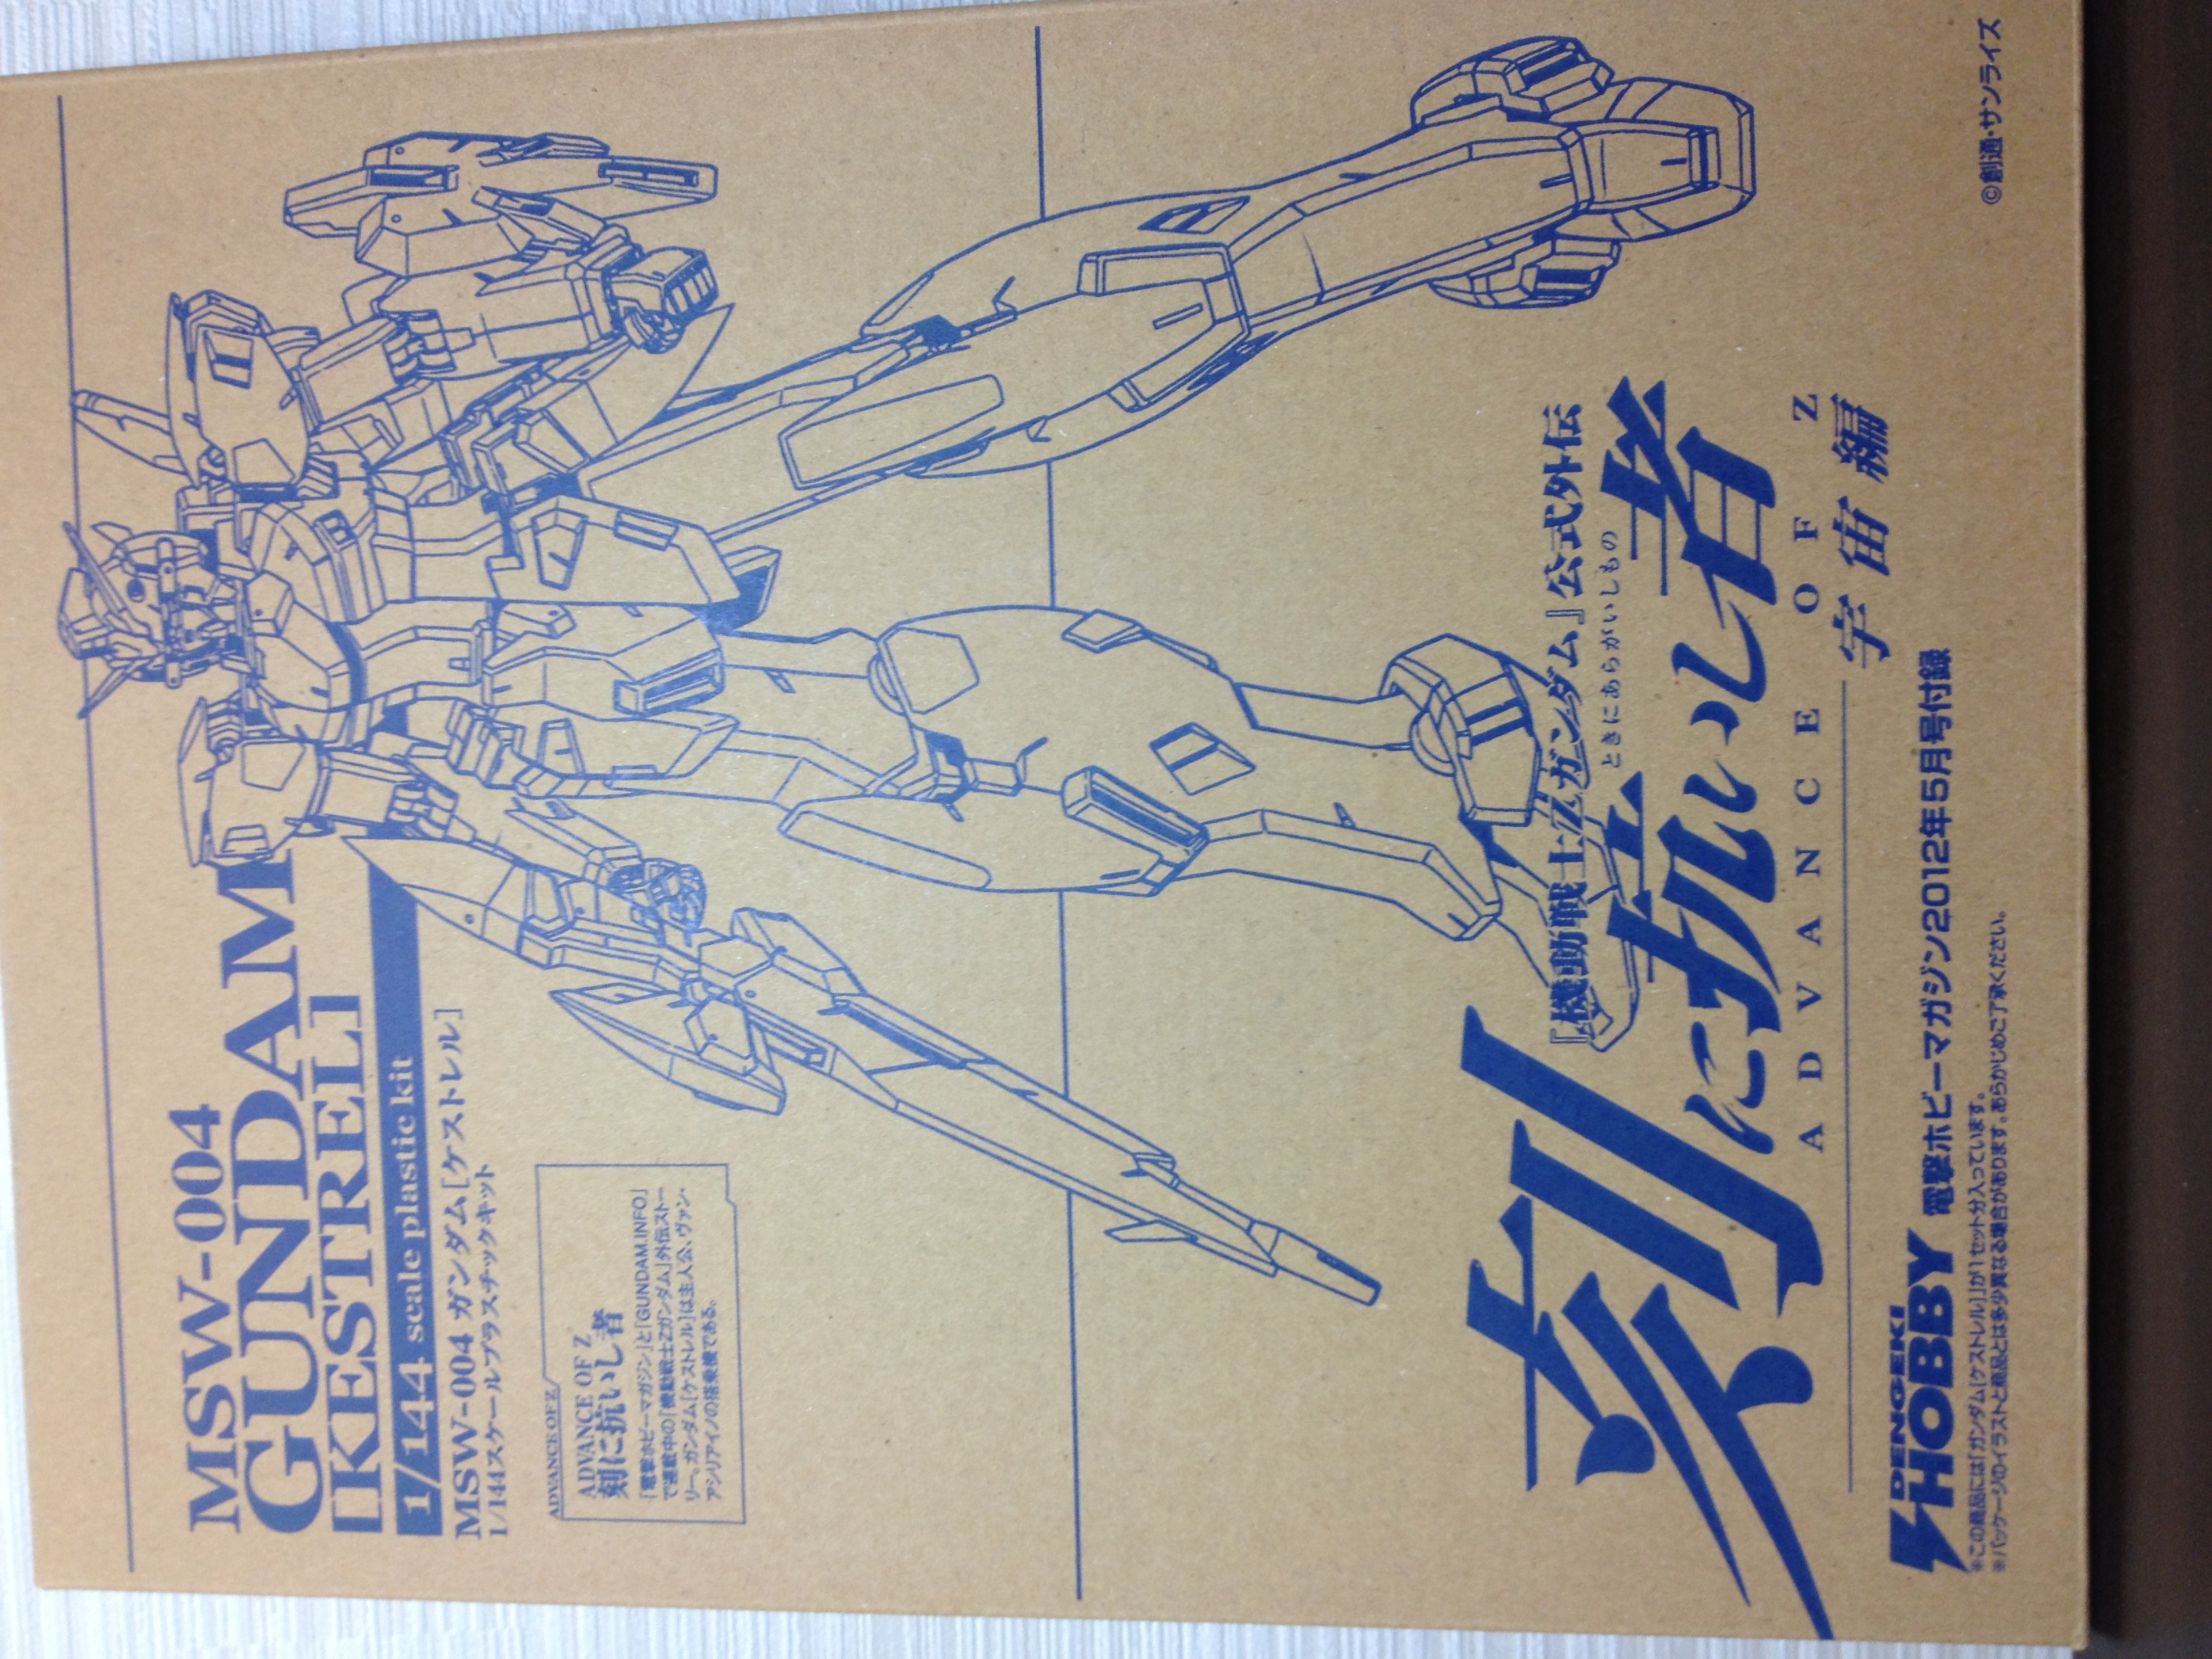 MSW-004
GUNDAM
[KESTREL]
1/144 scale plastic kit
MSW-004 ガンダム[ケストレル]
1/144スケールプラスチックキット
ADVANCE OF Z
ADVANCE OF Z
刻に抗いし者
「電撃ホビーマガジン」と「GUNDAM.INFO」
で連載中の「機動戦士Zガンダム」外伝ストー
リー。ガンダム[ケストレル]は主人公、ヴァン・
アシリアイノの搭乗機である。
『機動戦士Zガンダム』公式外伝
ときにあらがいしもの
刻に抗いし者
ADVANCE OF Z
宇宙編
DENGEKI
HOBBY 電撃ホビーマガジン2012年5月号付録
※この商品には「ガンダム[ケストレル]」が1セット分入っています。
※パッケージのイラストと商品とは多少異なる場合があります。あらかじめご了承ください。
©創通・サンライズ